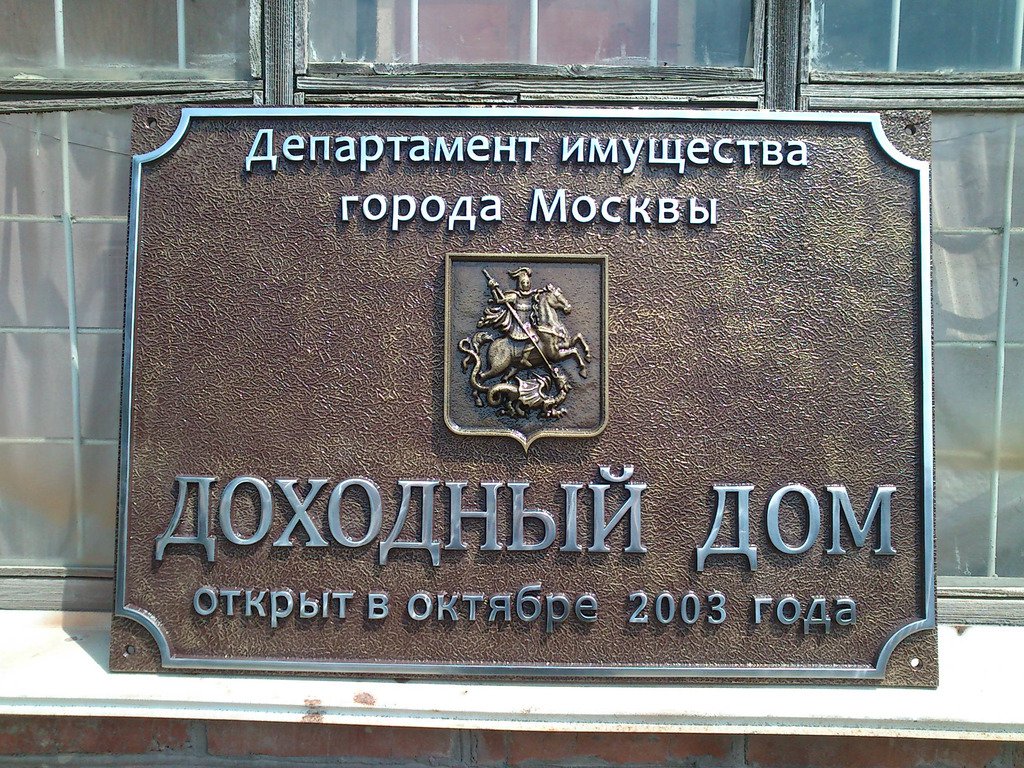 Департамент имущества
города Москвы
ДОХОДНЫЙ ДОМ
открыт в октябре 2003 года